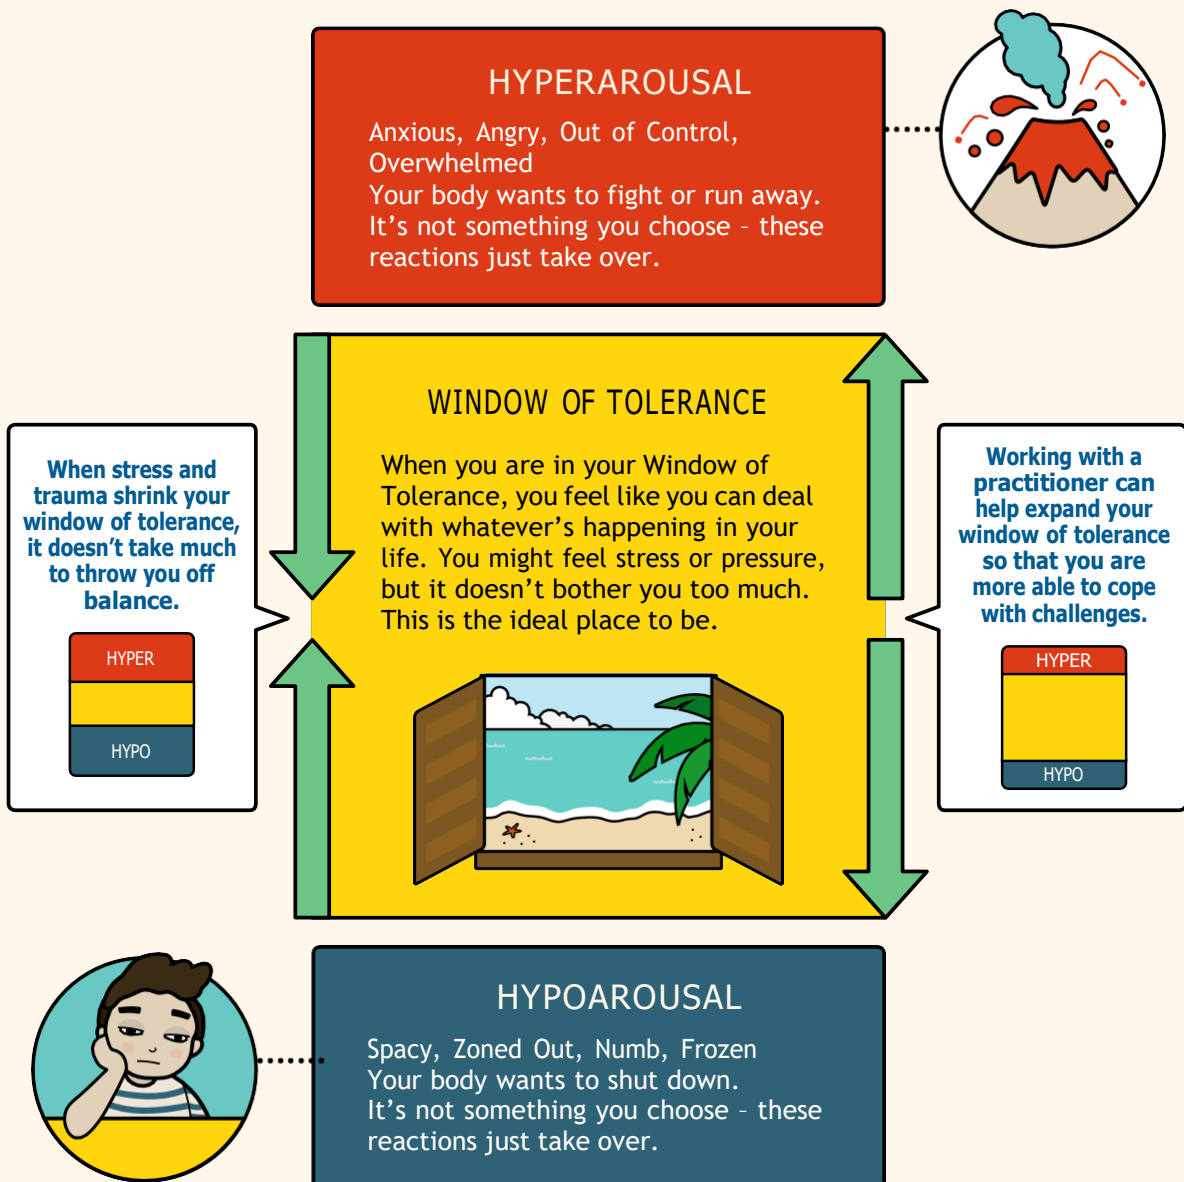 HYPERAROUSAL
Anxious, Angry, Out of Control,
Overwhelmed
Your body wants to fight or run away.
It’s not something you choose – these
reactions just take over.
WINDOW OF TOLERANCE
When you are in your Window of
Tolerance, you feel like you can deal
with whatever’s happening in your
life. You might feel stress or pressure,
but it doesn’t bother you too much.
This is the ideal place to be.
When stress and
trauma shrink your
window of tolerance,
it doesn’t take much
to throw you off
balance.
HYPER
HYPO
Working with a
practitioner can
help expand your
window of tolerance
so that you are
more able to cope
with challenges.
HYPER
HYPO
HYPOAROUSAL
Spacy, Zoned Out, Numb, Frozen
Your body wants to shut down.
It’s not something you choose – these
reactions just take over.